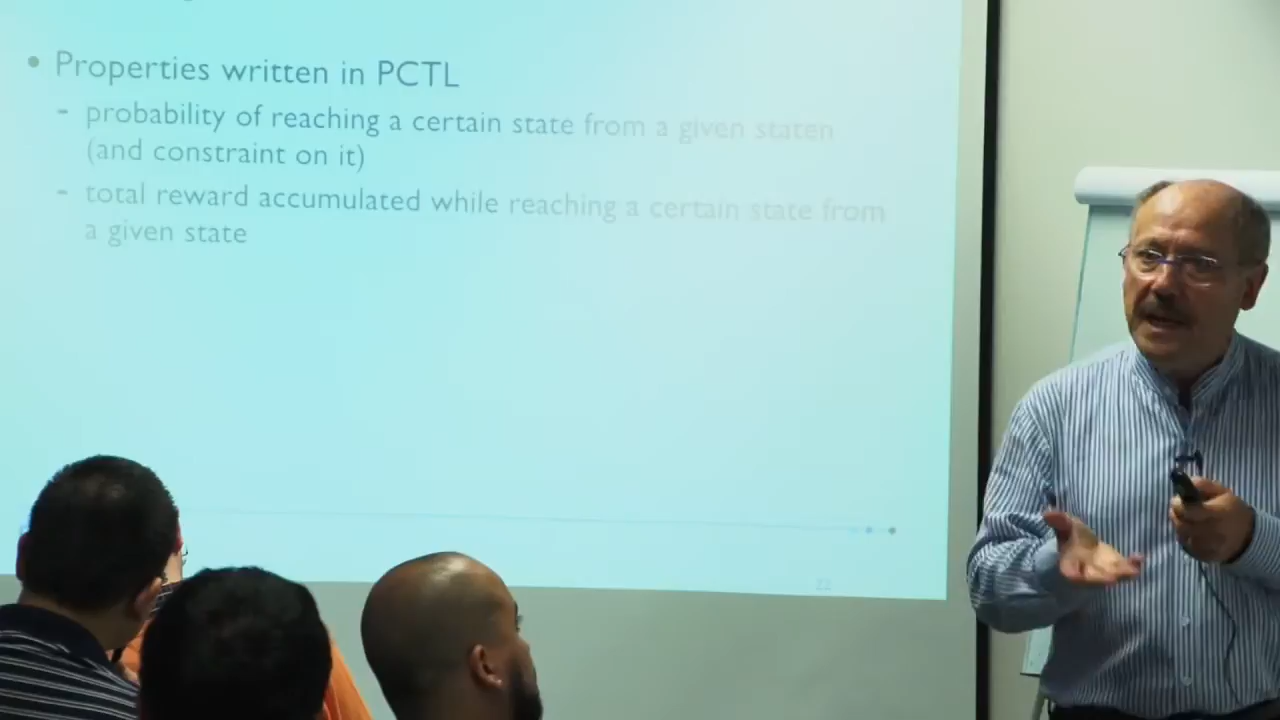 • Properties written in PCTL
- probability of reaching a certain state from a given staten
(and constraint on it)
- total reward accumulated while reaching a certain state from
a given state
22